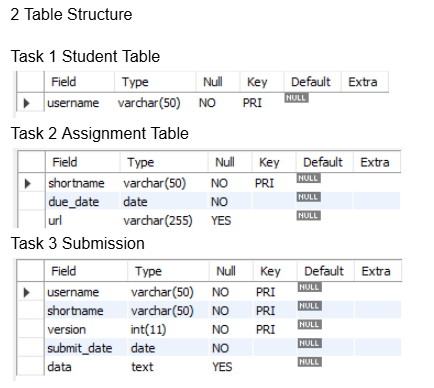 2 Table Structure
Task 1 Student Table
Field Type Null Key Default Extra
username varchar(50) NO PRI NULL
Task 2 Assignment Table
Field Type Null Key Default Extra
shortname varchar(50) NO PRI NULL
due_date date NO NULL
url varchar(255) YES NULL
Task 3 Submission
Field Type Null Key Default Extra
username varchar(50) NO PRI NULL
shortname varchar(50) NO PRI NULL
version int(11) NO PRI NULL
submit_date date NO NULL
data text YES NULL